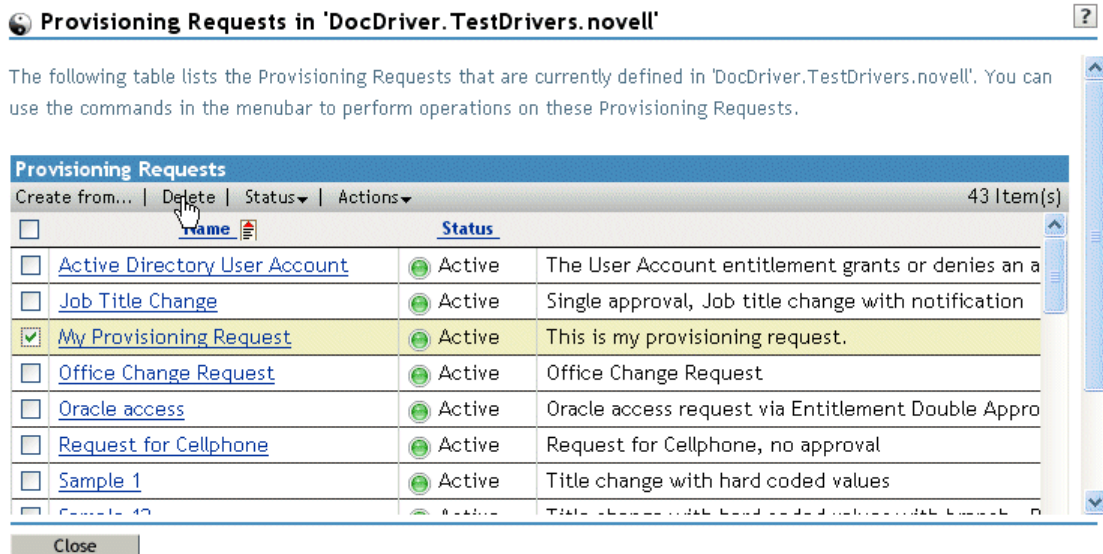 Provisioning Requests in 'DocDriver.TestDrivers.novell'
?
The following table lists the Provisioning Requests that are currently defined in 'DocDriver.TestDrivers.novell'. You can
use the commands in the menubar to perform operations on these Provisioning Requests.
Provisioning Requests
Create from... | Delete | Status | Actions 43 Item(s)
Name Status
Active Directory User Account Active The User Account entitlement grants or denies an a
Job Title Change Active Single approval, Job title change with notification
My Provisioning Request Active This is my provisioning request.
Office Change Request Active Office Change Request
Oracle access Active Oracle access request via Entitlement Double Appro
Request for Cellphone Active Request for Cellphone, no approval
Sample 1 Active Title change with hard coded values
Close